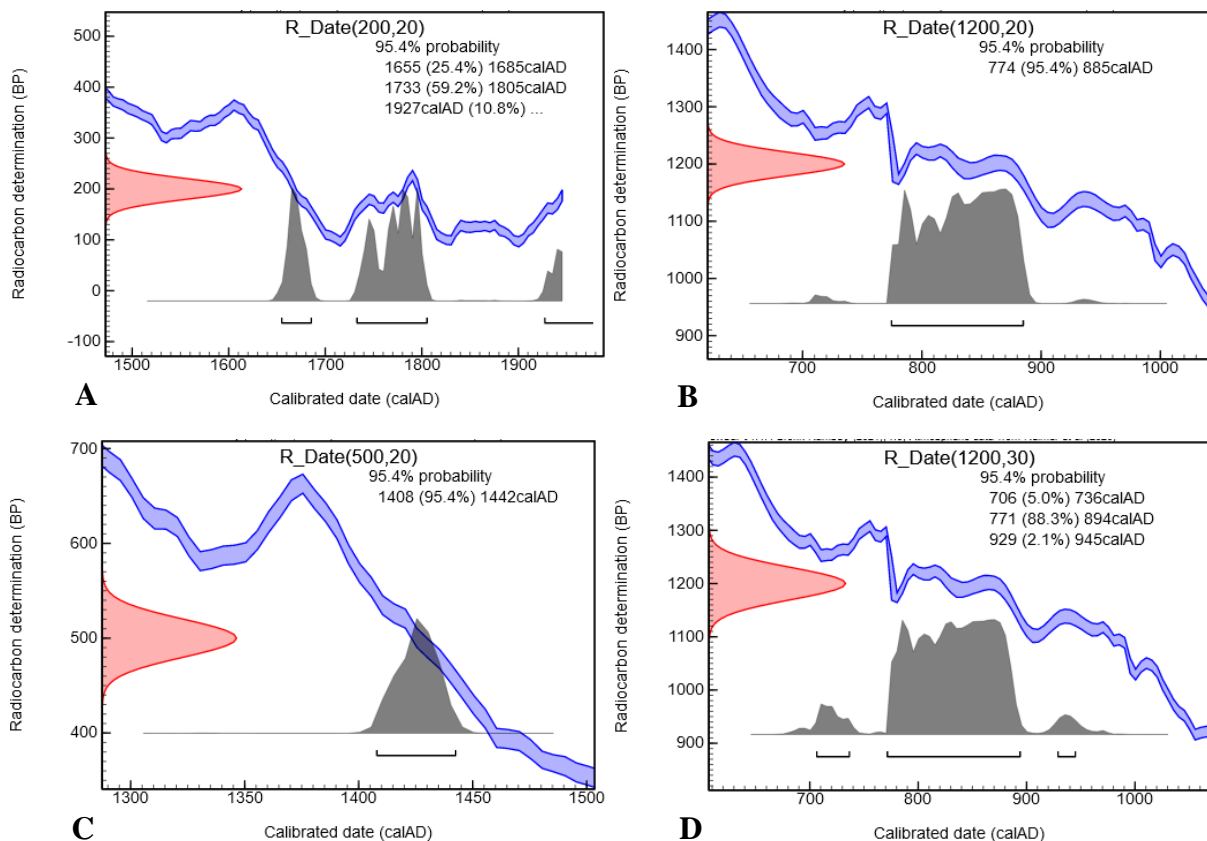 R_Date(200,20)
95.4% probability
1655 (25.4%) 1685calAD
1733 (59.2%) 1805calAD
1927calAD (10.8%) ...
Radiocarbon determination (BP)
500
400
300
200
100
0
-100
1500 1600 1700 1800 1900
Calibrated date (calAD)
A
R_Date(1200,20)
95.4% probability
774 (95.4%) 885calAD
Radiocarbon determination (BP)
1400
1300
1200
1100
1000
900
700 800 900 1000
Calibrated date (calAD)
B
R_Date(500,20)
95.4% probability
1408 (95.4%) 1442calAD
Radiocarbon determination (BP)
700
600
500
400
1300 1350 1400 1450 1500
Calibrated date (calAD)
C
R_Date(1200,30)
95.4% probability
706 (5.0%) 736calAD
771 (88.3%) 894calAD
929 (2.1%) 945calAD
Radiocarbon determination (BP)
1400
1300
1200
1100
1000
900
700 800 900 1000
Calibrated date (calAD)
D